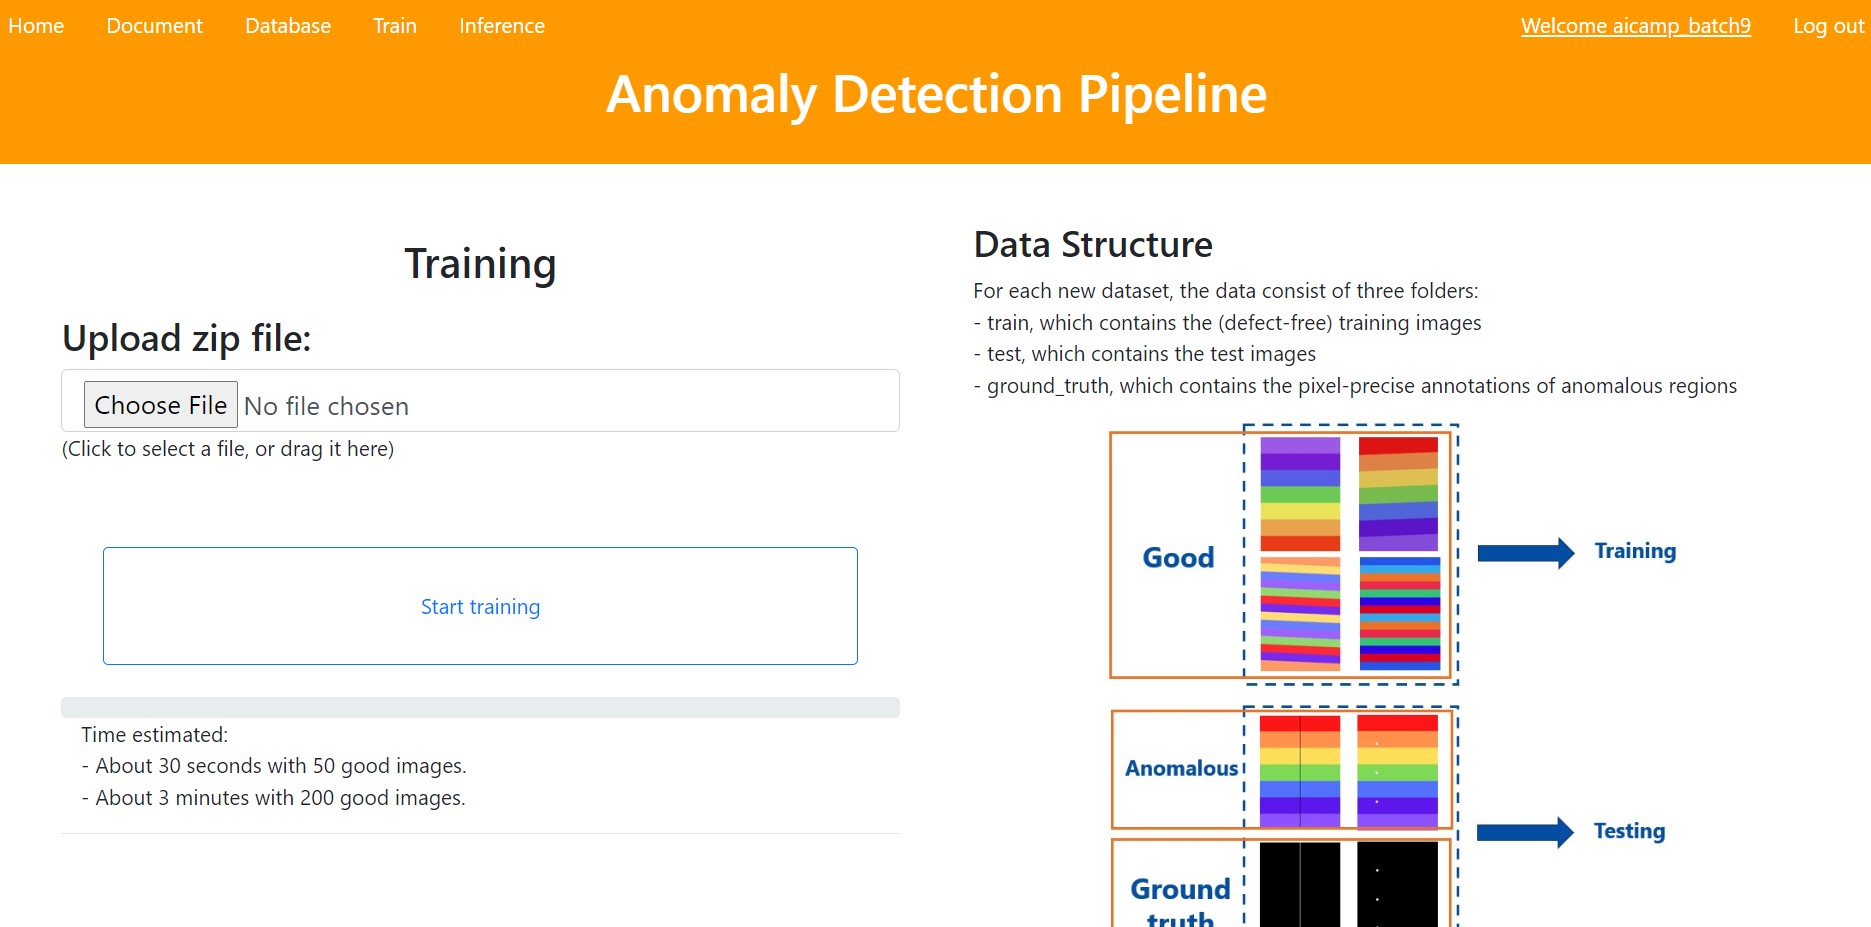 Home Document Database Train Inference Welcome aicamp_batch9 Log out
Anomaly Detection Pipeline
Training
Upload zip file:
Choose File No file chosen
(Click to select a file, or drag it here)
Start training
Time estimated:
- About 30 seconds with 50 good images.
- About 3 minutes with 200 good images.
Data Structure
For each new dataset, the data consist of three folders:
- train, which contains the (defect-free) training images
- test, which contains the test images
- ground_truth, which contains the pixel-precise annotations of anomalous regions
Good
Training
Anomalous
Testing
Ground
truth